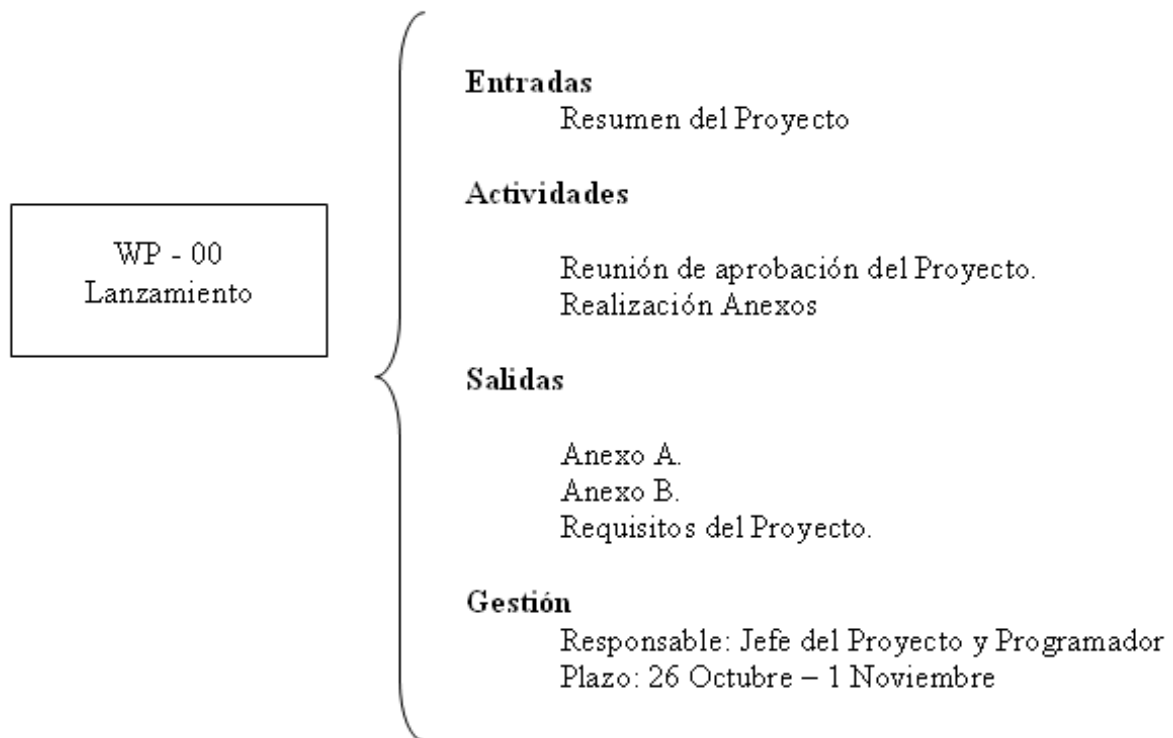 WP - 00
Lanzamiento
Entradas
Resumen del Proyecto
Actividades
Reunión de aprobación del Proyecto.
Realización Anexos
Salidas
Anexo A.
Anexo B.
Requisitos del Proyecto.
Gestión
Responsable: Jefe del Proyecto y Programador
Plazo: 26 Octubre – 1 Noviembre